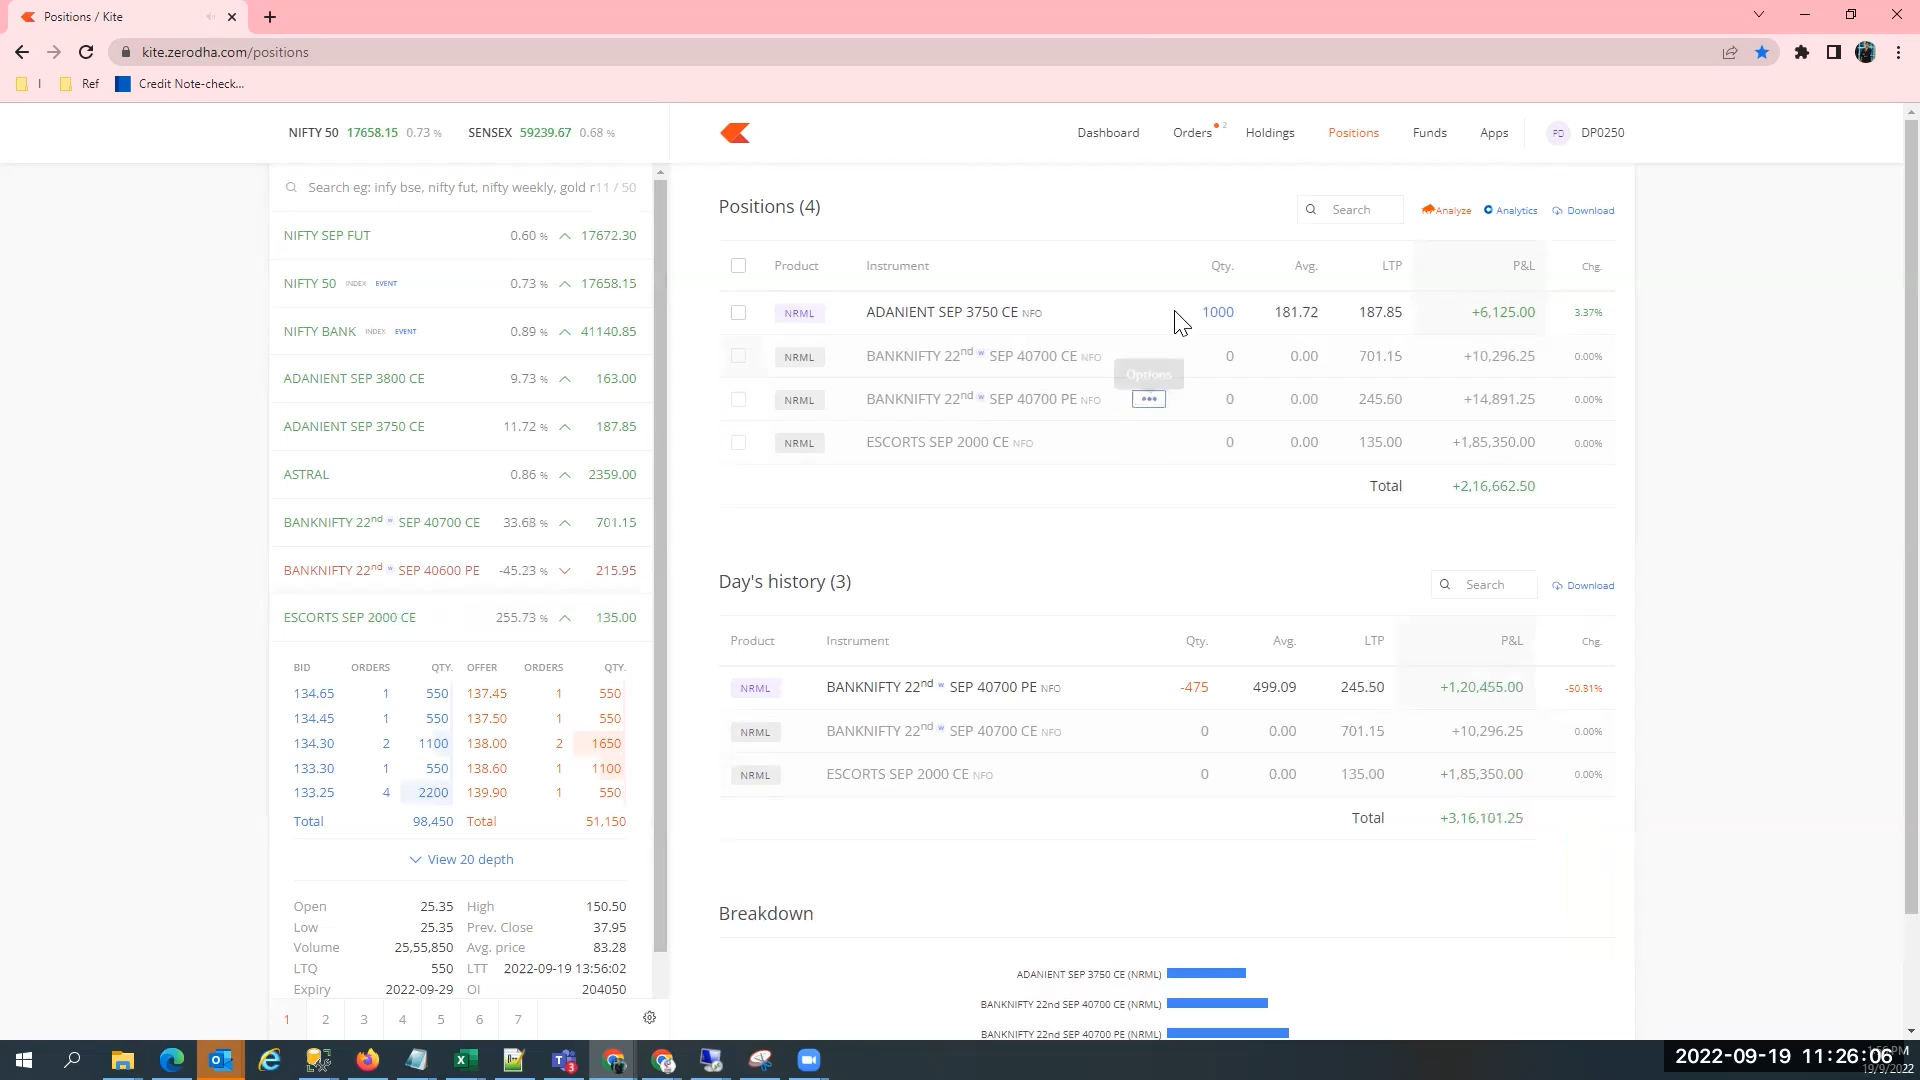 Positions / Kite
kite.zerodha.com/positions
I Ref Credit Note-check...
NIFTY 50 17658.15 0.73 % SENSEX 59239.67 0.68 %
Dashboard Orders 2 Holdings Positions Funds Apps PD DP0250
Search eg: infy bse, nifty fut, nifty weekly, gold 11 / 50
NIFTY SEP FUT 0.60 % 17672.30
NIFTY 50 INDEX EVENT 0.73 % 17658.15
NIFTY BANK INDEX EVENT 0.89 % 41140.85
ADANIENT SEP 3800 CE 9.73 % 163.00
ADANIENT SEP 3750 CE 11.72 % 187.85
ASTRAL 0.86 % 2359.00
BANKNIFTY 22nd w SEP 40700 CE 33.68 % 701.15
BANKNIFTY 22nd w SEP 40600 PE -45.23 % 215.95
ESCORTS SEP 2000 CE 255.73 % 135.00
BID ORDERS QTY. OFFER ORDERS QTY.
134.65 1 550 137.45 1 550
134.45 1 550 137.50 1 550
134.30 2 1100 138.00 2 1650
133.30 1 550 138.60 1 1100
133.25 4 2200 139.90 1 550
Total 98,450 Total 51,150
View 20 depth
Open 25.35 High 150.50
Low 25.35 Prev. Close 37.95
Volume 25,55,850 Avg. price 83.28
LTQ 550 LTT 2022-09-19 13:56:02
Expiry 2022-09-29 OI 204050
1 2 3 4 5 6 7
Positions (4)
Search Analyze Analytics Download
Product Instrument Qty. Avg. LTP P&L Chg.
NRML ADANIENT SEP 3750 CE NFO 1000 181.72 187.85 +6,125.00 3.37%
NRML BANKNIFTY 22nd w SEP 40700 CE NFO 0 0.00 701.15 +10,296.25 0.00%
Options
NRML BANKNIFTY 22nd w SEP 40700 PE NFO ••• 0 0.00 245.60 +14,891.25 0.00%
NRML ESCORTS SEP 2000 CE NFO 0 0.00 135.00 +1,85,350.00 0.00%
Total +2,16,662.50
Day's history (3)
Search Download
Product Instrument Qty. Avg. LTP P&L Chg.
NRML BANKNIFTY 22nd w SEP 40700 PE NFO -475 499.09 245.50 +1,20,455.00 -50.81%
NRML BANKNIFTY 22nd w SEP 40700 CE NFO 0 0.00 701.15 +10,296.25 0.00%
NRML ESCORTS SEP 2000 CE NFO 0 0.00 135.00 +1,85,350.00 0.00%
Total +3,16,101.25
Breakdown
ADANIENT SEP 3750 CE (NRML)
BANKNIFTY 22nd SEP 40700 CE (NRML)
BANKNIFTY 22nd SEP 40700 PE (NRML)
2022-09-19 11:26:06
19/9/2022